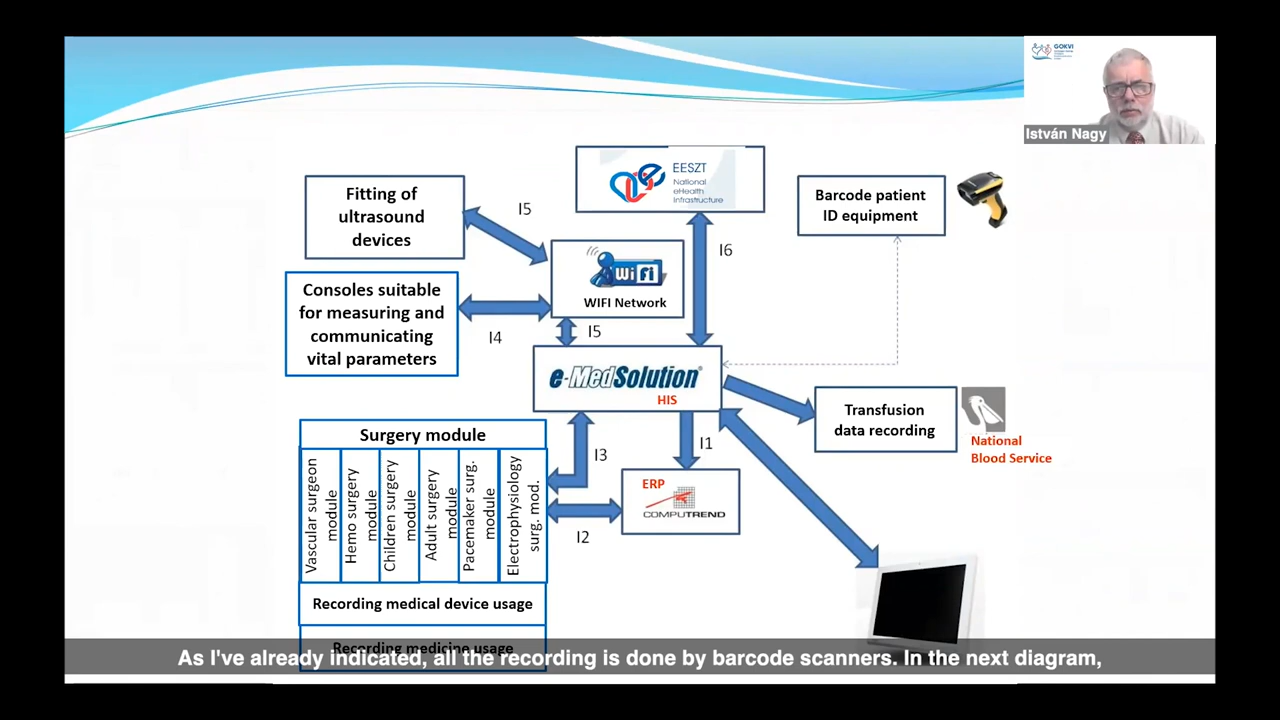 GOKVI
István Nagy
EESZT
National
eHealth
Infrastructure
Fitting of
ultrasound
devices
I5
Barcode patient
ID equipment
I6
WiFi
WIFI Network
Consoles suitable
for measuring and
communicating
vital parameters
I4
I5
e-MedSolution®
HIS
Transfusion
data recording
National
Blood Service
Surgery module
I3
I1
Vascular surgeon
module
Hemo surgery
module
Children surgery
module
Adult surgery
module
Pacemaker surg.
module
Electrophysiology
surg. mod.
ERP
COMPUTREND
I2
Recording medical device usage
Recording medicine usage
As I've already indicated, all the recording is done by barcode scanners. In the next diagram,